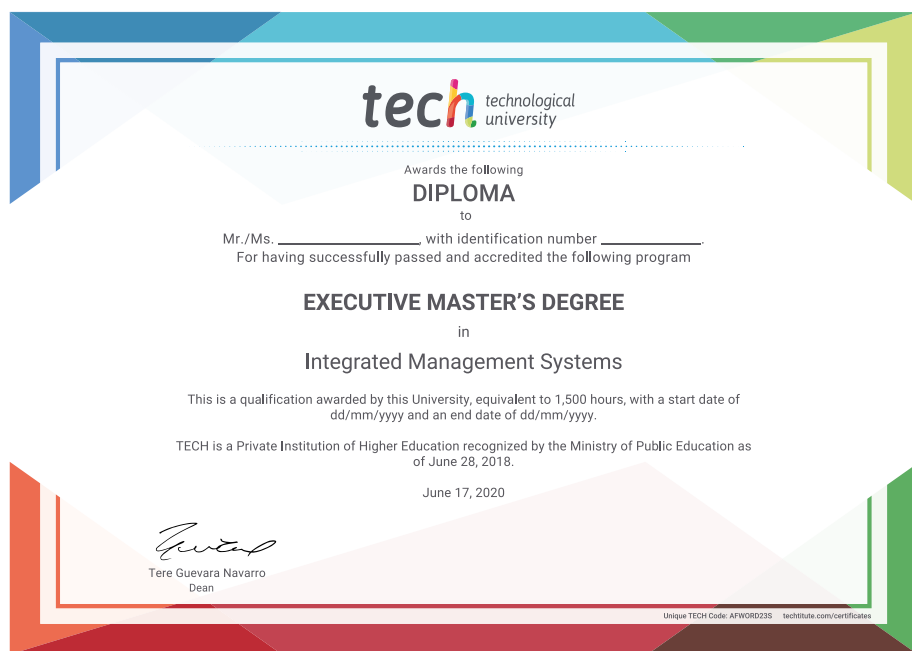 tech technological
university
Awards the following
DIPLOMA
to
Mr./Ms. ____________________, with identification number ______________.
For having successfully passed and accredited the following program
EXECUTIVE MASTER'S DEGREE
in
Integrated Management Systems
This is a qualification awarded by this University, equivalent to 1,500 hours, with a start date of
dd/mm/yyyy and an end date of dd/mm/yyyy.
TECH is a Private Institution of Higher Education recognized by the Ministry of Public Education as
of June 28, 2018.
June 17, 2020
Tere Guevara Navarro
Dean
Unique TECH Code: AFWORD23S techtitute.com/certificates